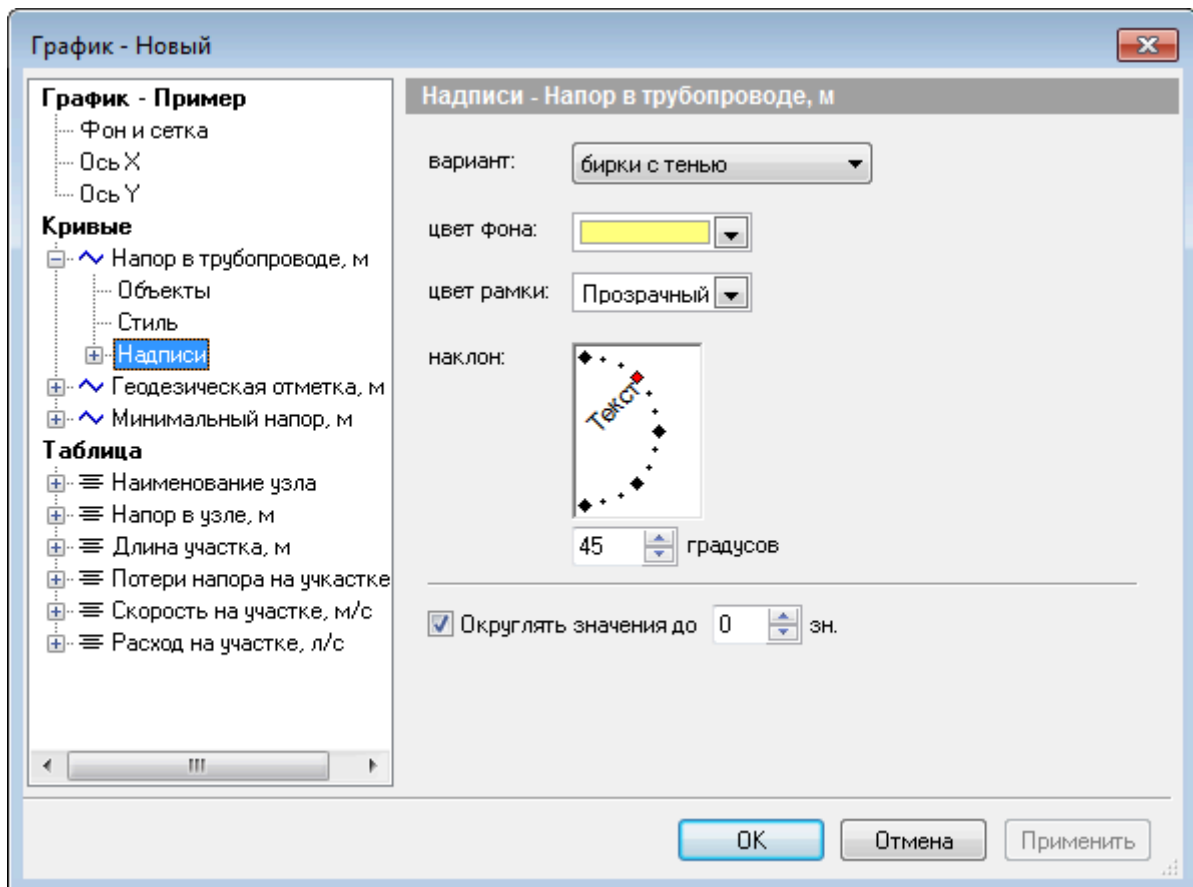 График - Новый
График - Пример
Фон и сетка
Ось X
Ось Y
Кривые
Напор в трубопроводе, м
Объекты
Стиль
Надписи
Геодезическая отметка, м
Минимальный напор, м
Таблица
Наименование узла
Напор в узле, м
Длина участка, м
Потери напора на учкастке
Скорость на участке, м/с
Расход на участке, л/с
Надписи - Напор в трубопроводе, м
вариант: бирки с тенью
цвет фона:
цвет рамки: Прозрачный
наклон:
Текст
45 градусов
Округлять значения до 0 зн.
OK Отмена Применить